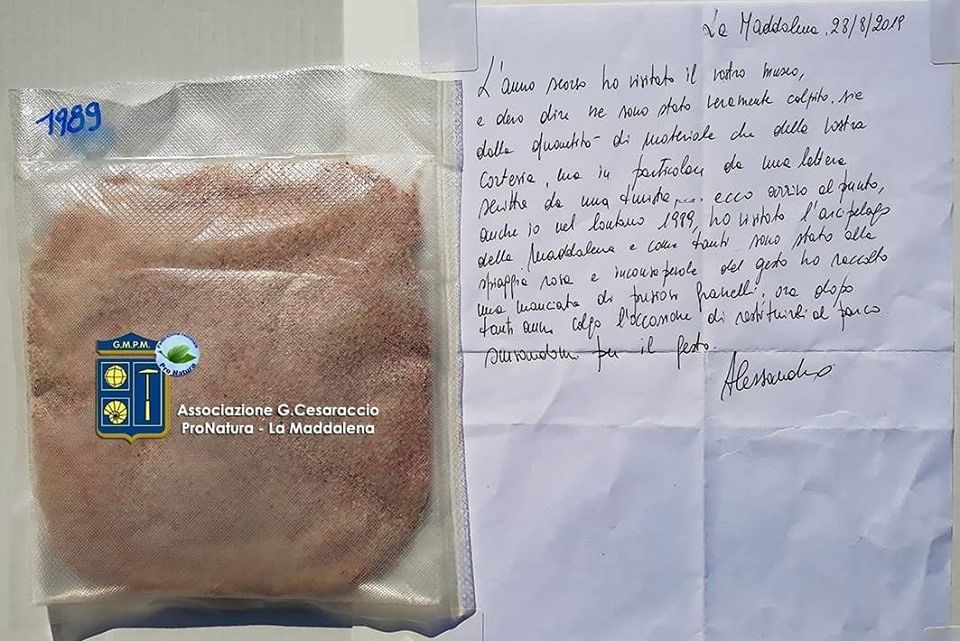 1989
G.M.P.M.
Pro Natura
Associazione G.Cesaraccio
ProNatura - La Maddalena
La Maddalena, 28/8/2019
L'anno scorso ho visitato il vostro museo,
e devo dire ne sono stato veramente colpito, sia
dalla quantità di materiale che della vostra
cortesia, ma in particolare da una lettera
scritta da una turista .... ecco arrivo al punto,
anche io nel lontano 1989, ho visitato l'arcipelago
della Maddalena e come tanti sono stato alla
spiaggia rosa e inconsapevole del gesto ho raccolto
una manciata di preziosi granelli, ora dopo
tanti anni colgo l'occasione di restituirli al parco
scusandomi per il gesto.
Alessandro